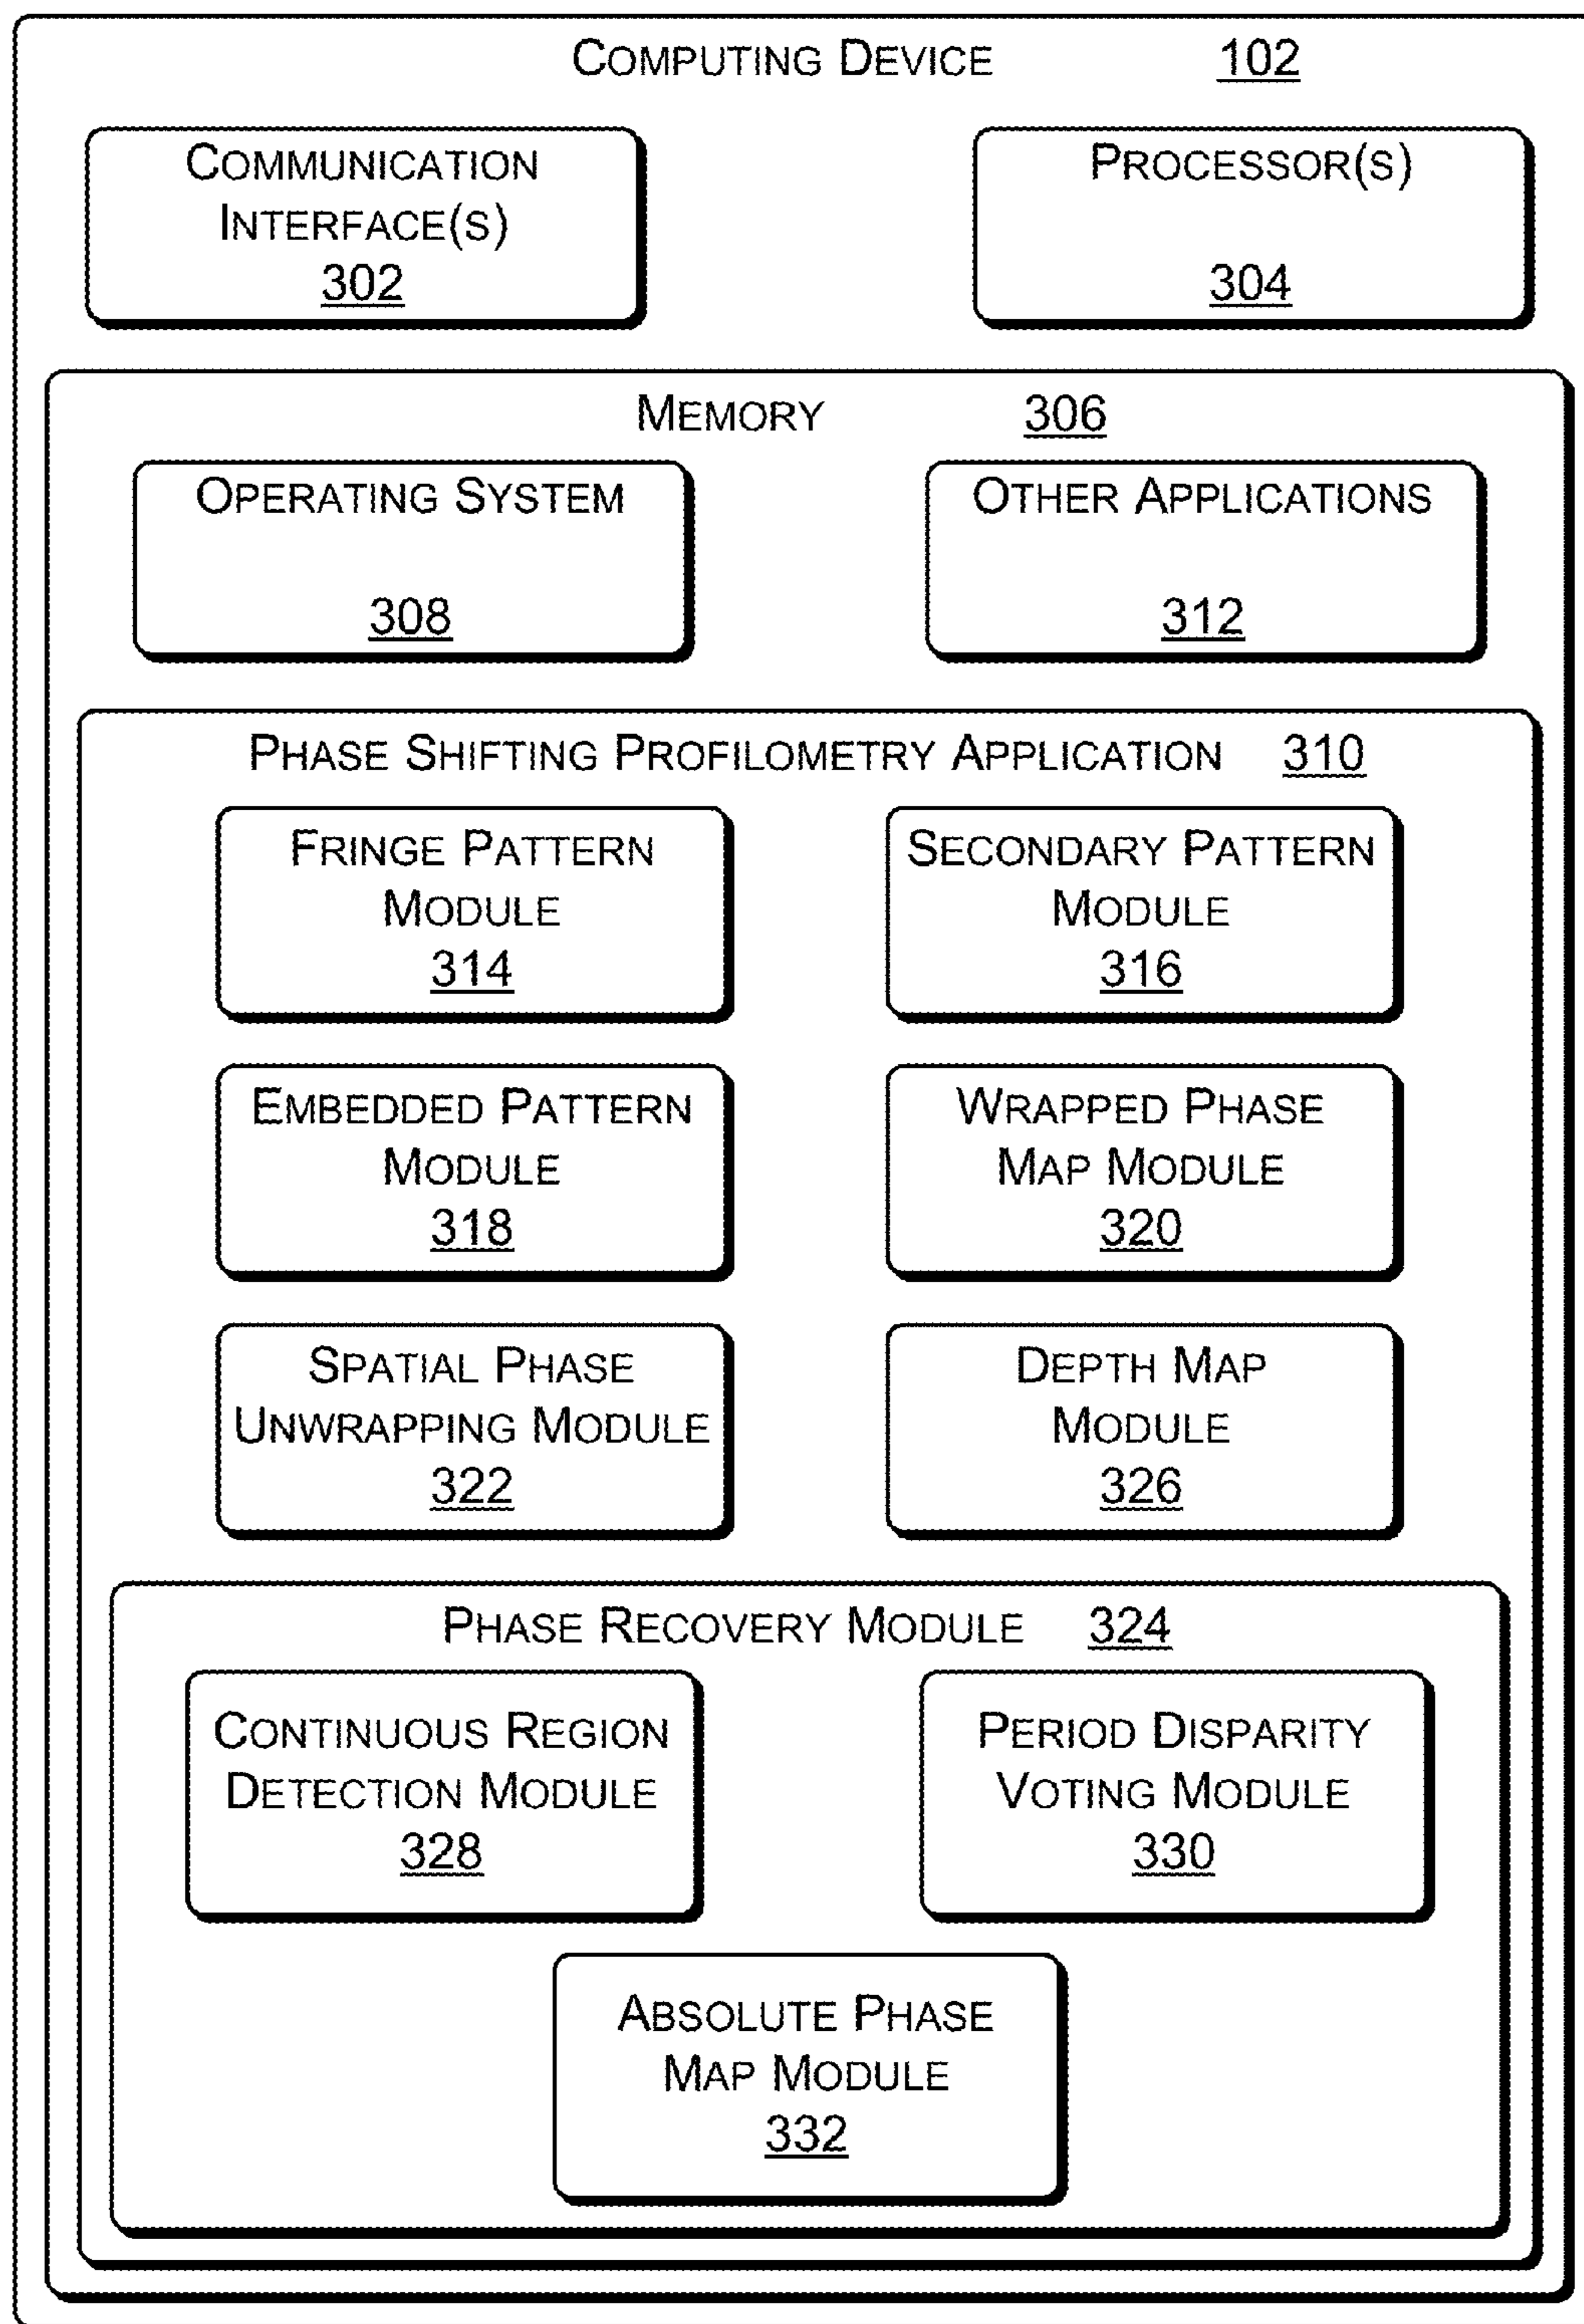 COMPUTING DEVICE 102
COMMUNICATION
INTERFACE(S)
302
PROCESSOR(S)
304
MEMORY 306
OPERATING SYSTEM
308
OTHER APPLICATIONS
312
PHASE SHIFTING PROFILOMETRY APPLICATION 310
FRINGE PATTERN
MODULE
314
SECONDARY PATTERN
MODULE
316
EMBEDDED PATTERN
MODULE
318
WRAPPED PHASE
MAP MODULE
320
SPATIAL PHASE
UNWRAPPING MODULE
322
DEPTH MAP
MODULE
326
PHASE RECOVERY MODULE 324
CONTINUOUS REGION
DETECTION MODULE
328
PERIOD DISPARITY
VOTING MODULE
330
ABSOLUTE PHASE
MAP MODULE
332